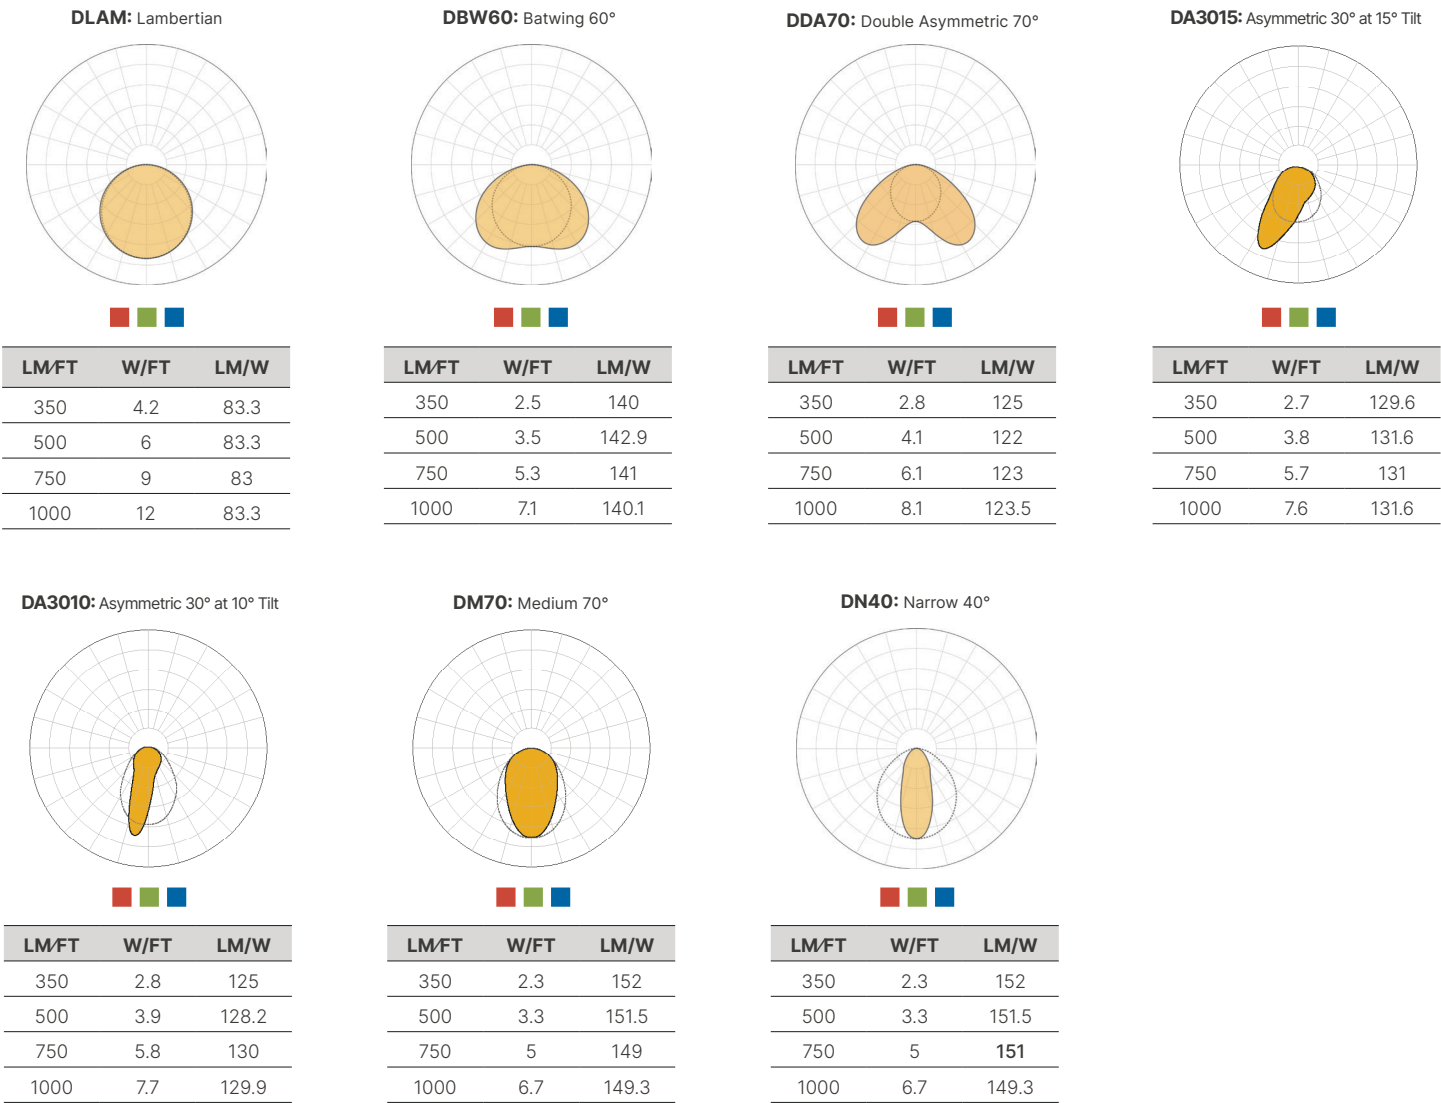 DLAM: Lambertian
DBW60: Batwing 60°
DDA70: Double Asymmetric 70°
DA3015: Asymmetric 30° at 15° Tilt
LM/FT W/FT LM/W
350 4.2 83.3
500 6 83.3
750 9 83
1000 12 83.3
LM/FT W/FT LM/W
350 2.5 140
500 3.5 142.9
750 5.3 141
1000 7.1 140.1
LM/FT W/FT LM/W
350 2.8 125
500 4.1 122
750 6.1 123
1000 8.1 123.5
LM/FT W/FT LM/W
350 2.7 129.6
500 3.8 131.6
750 5.7 131
1000 7.6 131.6
DA3010: Asymmetric 30° at 10° Tilt
DM70: Medium 70°
DN40: Narrow 40°
LM/FT W/FT LM/W
350 2.8 125
500 3.9 128.2
750 5.8 130
1000 7.7 129.9
LM/FT W/FT LM/W
350 2.3 152
500 3.3 151.5
750 5 149
1000 6.7 149.3
LM/FT W/FT LM/W
350 2.3 152
500 3.3 151.5
750 5 151
1000 6.7 149.3